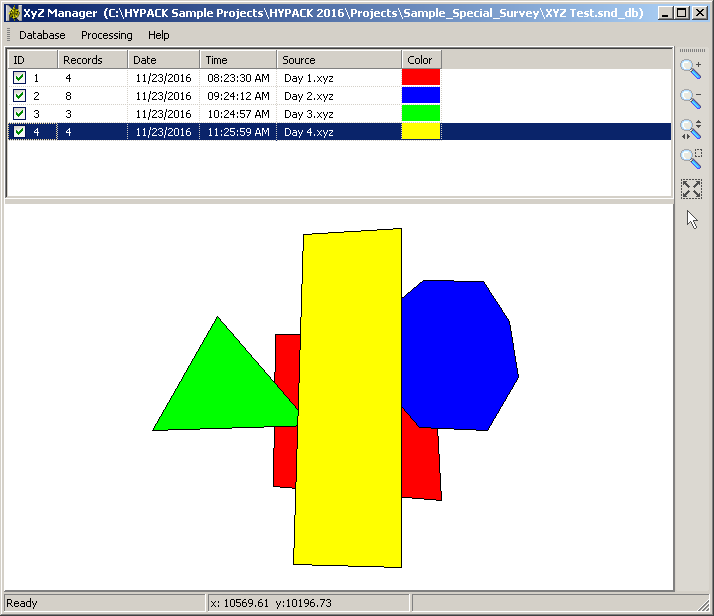 XyZ Manager (C:\HYPACK Sample Projects\HYPACK 2016\Projects\Sample_Special_Survey\XYZ Test.snd_db)
Database Processing Help
ID Records Date Time Source Color
1 4 11/23/2016 08:23:30 AM Day 1.xyz
2 8 11/23/2016 09:24:12 AM Day 2.xyz
3 3 11/23/2016 10:24:57 AM Day 3.xyz
4 4 11/23/2016 11:25:59 AM Day 4.xyz
Ready x: 10569.61 y:10196.73